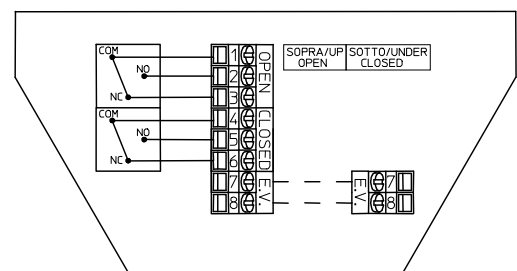 COM
NO
NC
COM
NO
NC
1
2
3
4
5
6
7
8
OPEN
CLOSED
E.V.
SOPRA/UP OPEN
SOTTO/UNDER CLOSED
E.V.
7
8